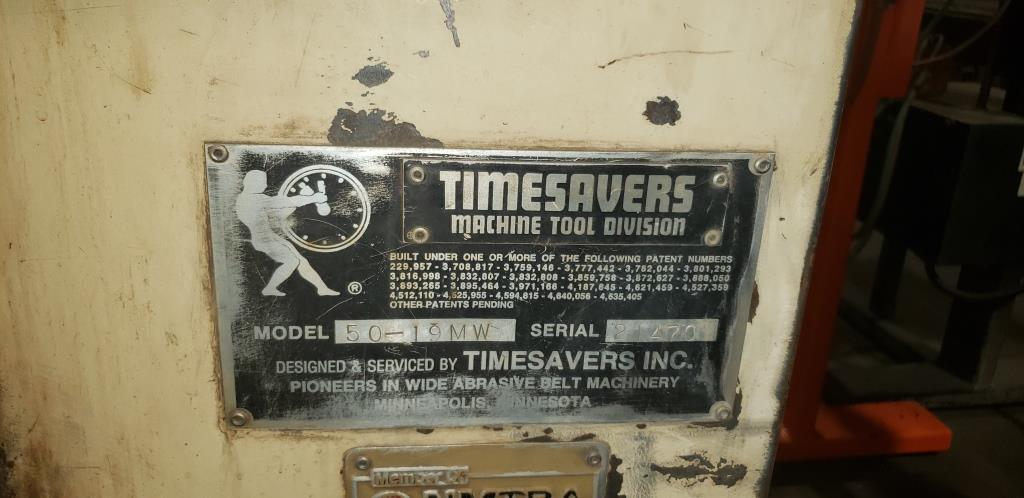 TIMESAVERS
MACHINE TOOL DIVISION
BUILT UNDER ONE OR MORE OF THE FOLLOWING PATENT NUMBERS
229,957 - 3,708,817 - 3,759,146 - 3,777,442 - 3,782,044 - 3,801,293
3,816,998 - 3,832,807 - 3,832,808 - 3,859,758 - 3,872,627 - 3,888,050
3,893,265 - 3,895,464 - 3,971,166 - 4,187,645 - 4,621,459 - 4,527,359
4,512,110 - 4,525,955 - 4,594,815 - 4,640,056 - 4,635,405
OTHER PATENTS PENDING
®
MODEL 50-19MW SERIAL
DESIGNED & SERVICED BY TIMESAVERS INC.
PIONEERS IN WIDE ABRASIVE BELT MACHINERY
MINNEAPOLIS, MINNESOTA